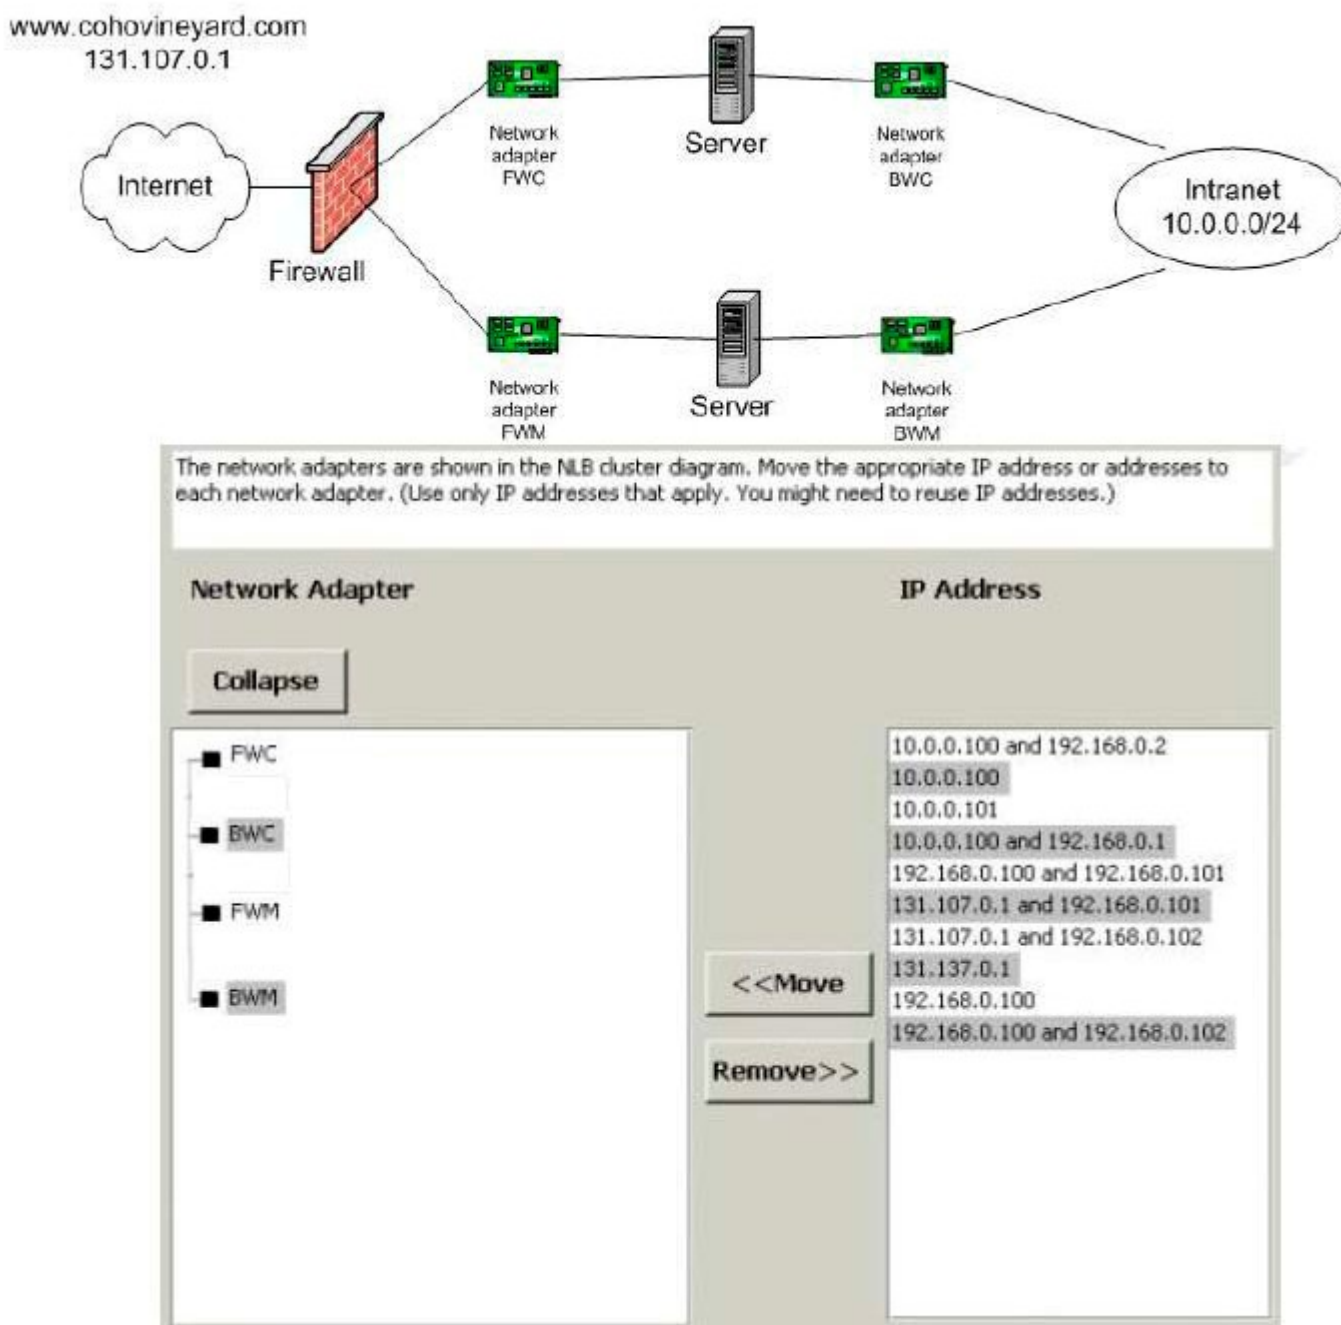 www.cohovineyard.com
131.107.0.1
Internet
Firewall
Network
adapter
FWC
Server
Network
adapter
BWC
Intranet
10.0.0.0/24
Network
adapter
FWM
Server
Network
adapter
BWM
The network adapters are shown in the NLB cluster diagram. Move the appropriate IP address or addresses to
each network adapter. (Use only IP addresses that apply. You might need to reuse IP addresses.)
Network Adapter
IP Address
Collapse
FWC
BWC
FWM
BWM
<<Move
Remove>>
10.0.0.100 and 192.168.0.2
10.0.0.100
10.0.0.101
10.0.0.100 and 192.168.0.1
192.168.0.100 and 192.168.0.101
131.107.0.1 and 192.168.0.101
131.107.0.1 and 192.168.0.102
131.137.0.1
192.168.0.100
192.168.0.100 and 192.168.0.102